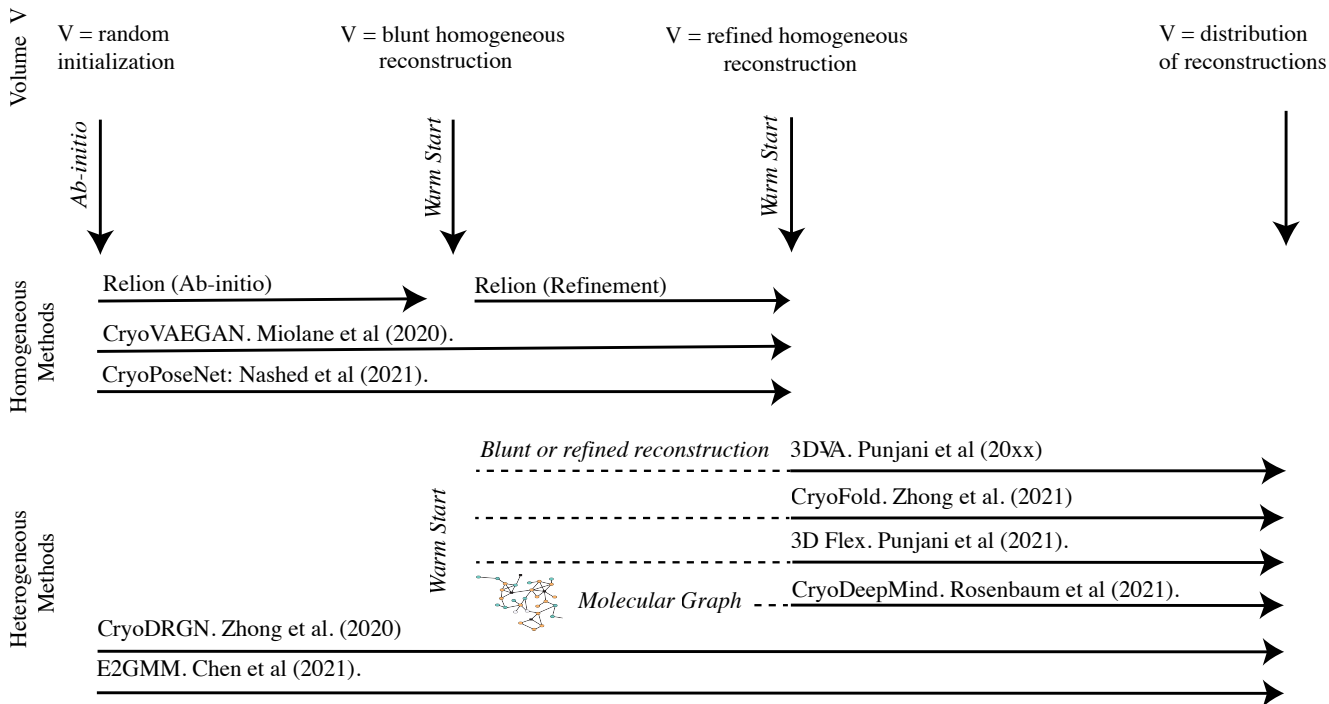 Volume V
V = random
initialization
V = blunt homogeneous
reconstruction
V = refined homogeneous
reconstruction
V = distribution
of reconstructions
Ab-initio
Warm Start
Warm Start
Homogeneous
Methods
Relion (Ab-initio)
Relion (Refinement)
CryoVAEGAN. Miolane et al (2020).
CryoPoseNet: Nashed et al (2021).
Heterogeneous
Methods
Warm Start
Blunt or refined reconstruction
3DVA. Punjani et al (20xx)
CryoFold. Zhong et al. (2021)
3D Flex. Punjani et al (2021).
Molecular Graph
CryoDeepMind. Rosenbaum et al (2021).
CryoDRGN. Zhong et al. (2020)
E2GMM. Chen et al (2021).